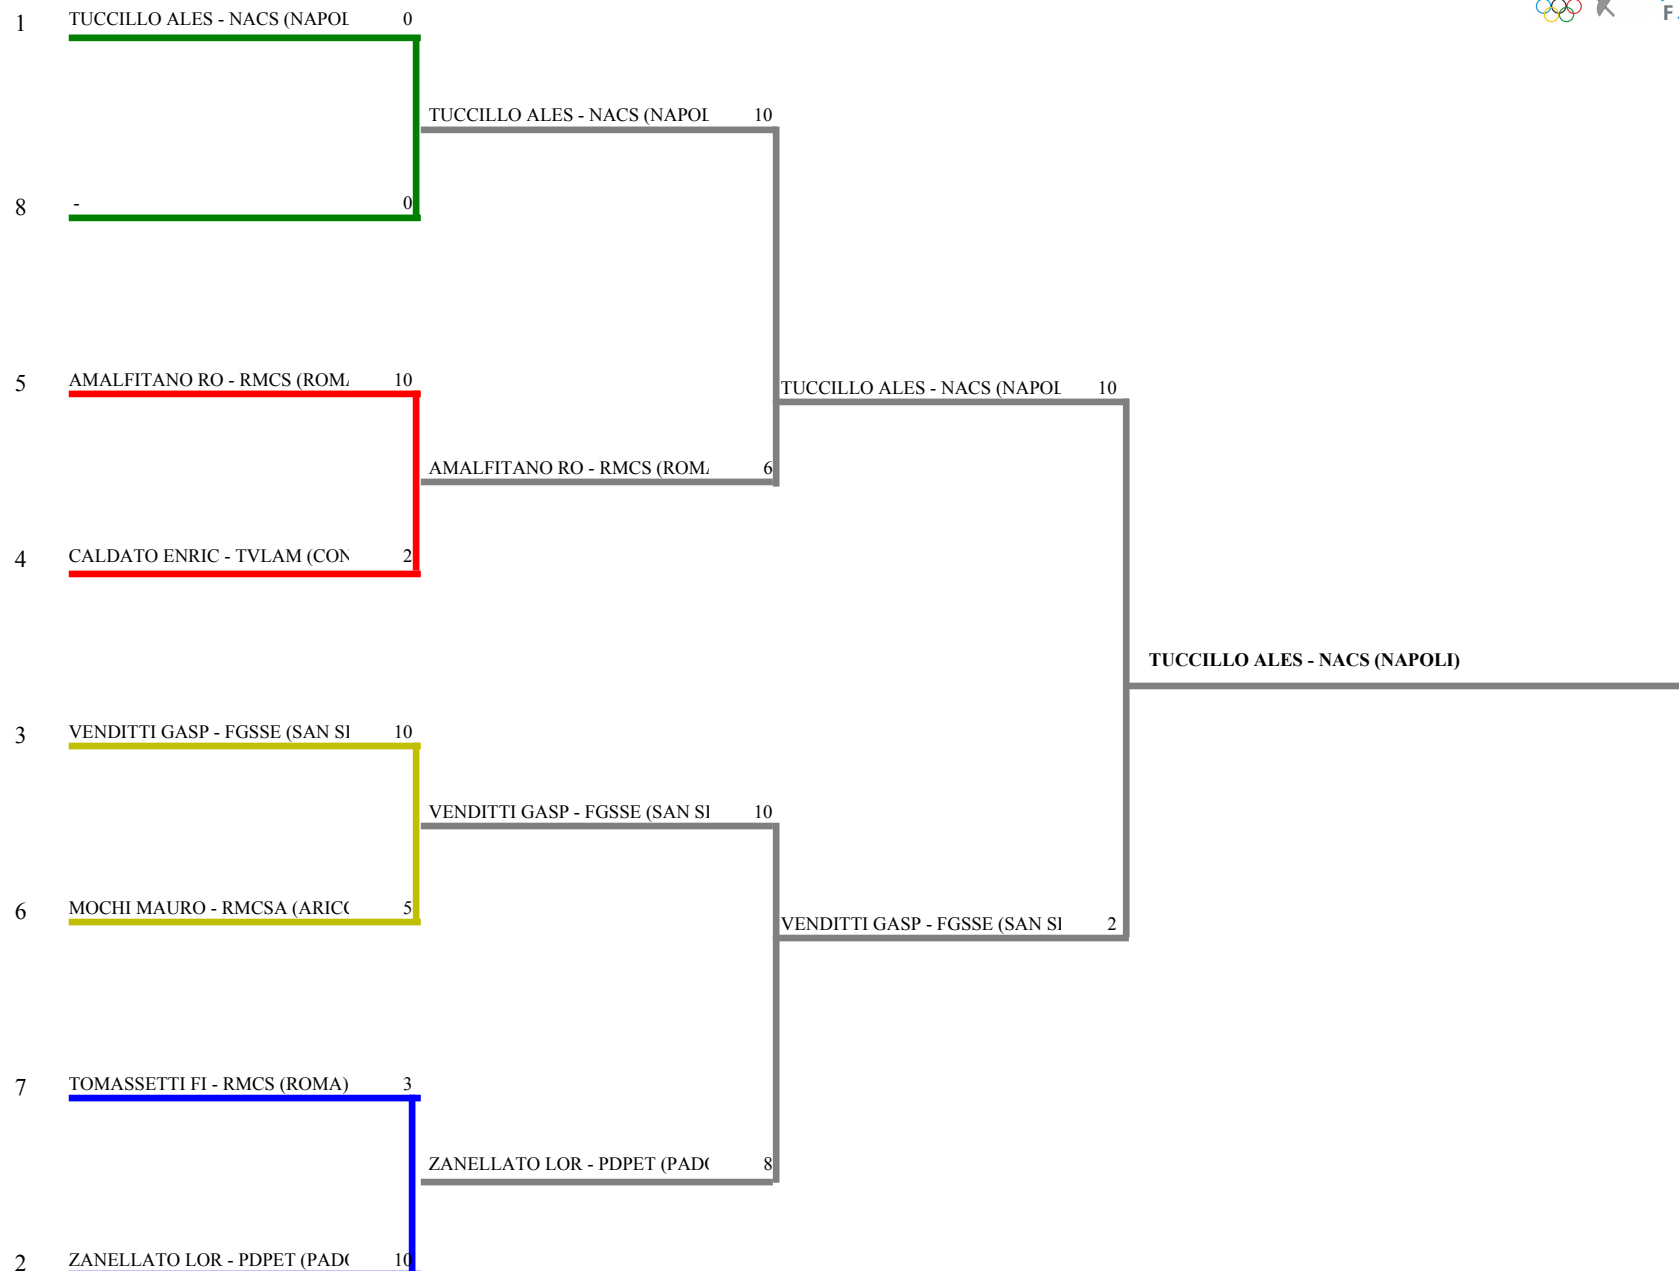 1 TUCCILLO ALES - NACS (NAPOL 0
TUCCILLO ALES - NACS (NAPOL 10
8 - 0
5 AMALFITANO RO - RMCS (ROM 10
TUCCILLO ALES - NACS (NAPOL 10
AMALFITANO RO - RMCS (ROM 6
4 CALDATO ENRIC - TVLAM (CON 2
TUCCILLO ALES - NACS (NAPOLI)
3 VENDITTI GASP - FGSSE (SAN S 10
VENDITTI GASP - FGSSE (SAN S 10
6 MOCHI MAURO - RMCSA (ARIC 5
VENDITTI GASP - FGSSE (SAN S 2
7 TOMASSETTI FI - RMCS (ROMA) 3
ZANELLATO LOR - PDPET (PAD 8
2 ZANELLATO LOR - PDPET (PAD 10